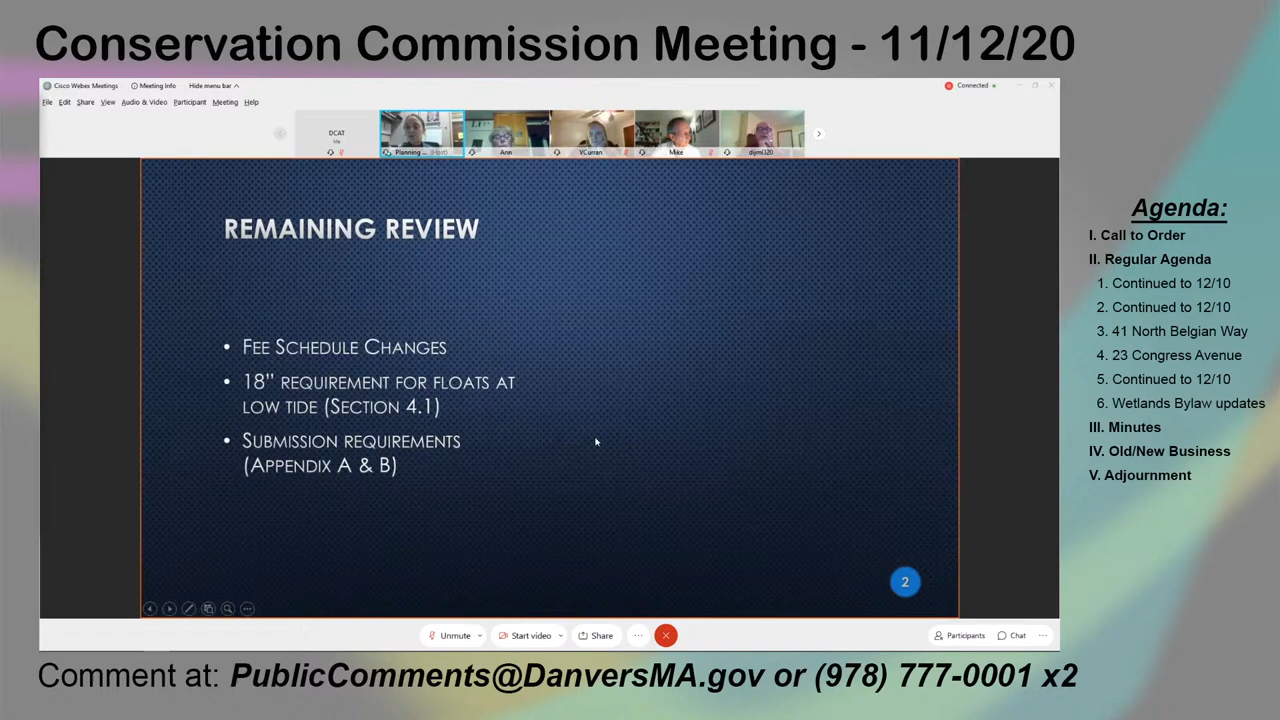 Conservation Commission Meeting - 11/12/20
Cisco Webex Meetings Meeting Info Hide menu bar
Connected
File Edit Share View Audio & Video Participant Meeting Help
DCAT
Me
Planning ... (Host)
Ann
VCurran
Mike
dijml320
REMAINING REVIEW
• FEE SCHEDULE CHANGES
• 18” REQUIREMENT FOR FLOATS AT
LOW TIDE (SECTION 4.1)
• SUBMISSION REQUIREMENTS
(APPENDIX A & B)
2
Unmute Start video Share
Participants Chat
Agenda:
I. Call to Order
II. Regular Agenda
1. Continued to 12/10
2. Continued to 12/10
3. 41 North Belgian Way
4. 23 Congress Avenue
5. Continued to 12/10
6. Wetlands Bylaw updates
III. Minutes
IV. Old/New Business
V. Adjournment
Comment at: PublicComments@DanversMA.gov or (978) 777-0001 x2